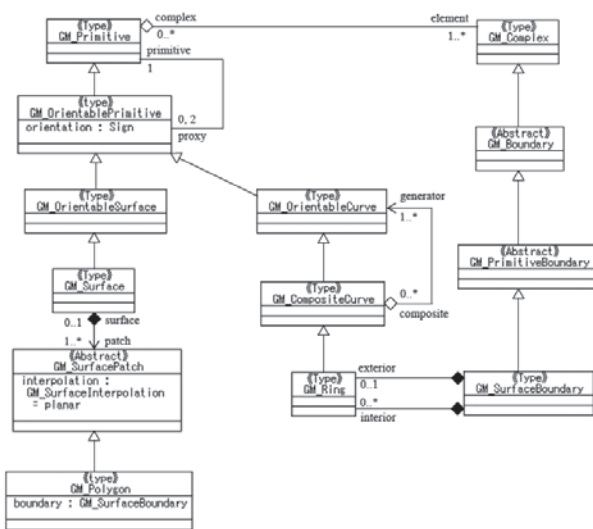 《Type》
GM_Primitive
complex
0..*
element
1..*
《Type》
GM_Complex
primitive
1
《type》
GM_OrientablePrimitive
orientation : Sign
0, 2
proxy
《Abstract》
GM_Boundary
《Type》
GM_OrientableSurface
《Type》
GM_OrientableCurve
generator
1..*
《Abstract》
GM_PrimitiveBoundary
《Type》
GM_Surface
《Type》
GM_CompositeCurve
0..*
composite
0..1
surface
1..*
patch
《Abstract》
GM_SurfacePatch
interpolation :
GM_SurfaceInterpolation
= planar
《Type》
GM_Ring
exterior
0..1
0..*
interior
《Type》
GM_SurfaceBoundary
《type》
GM_Polygon
boundary : GM_SurfaceBoundary